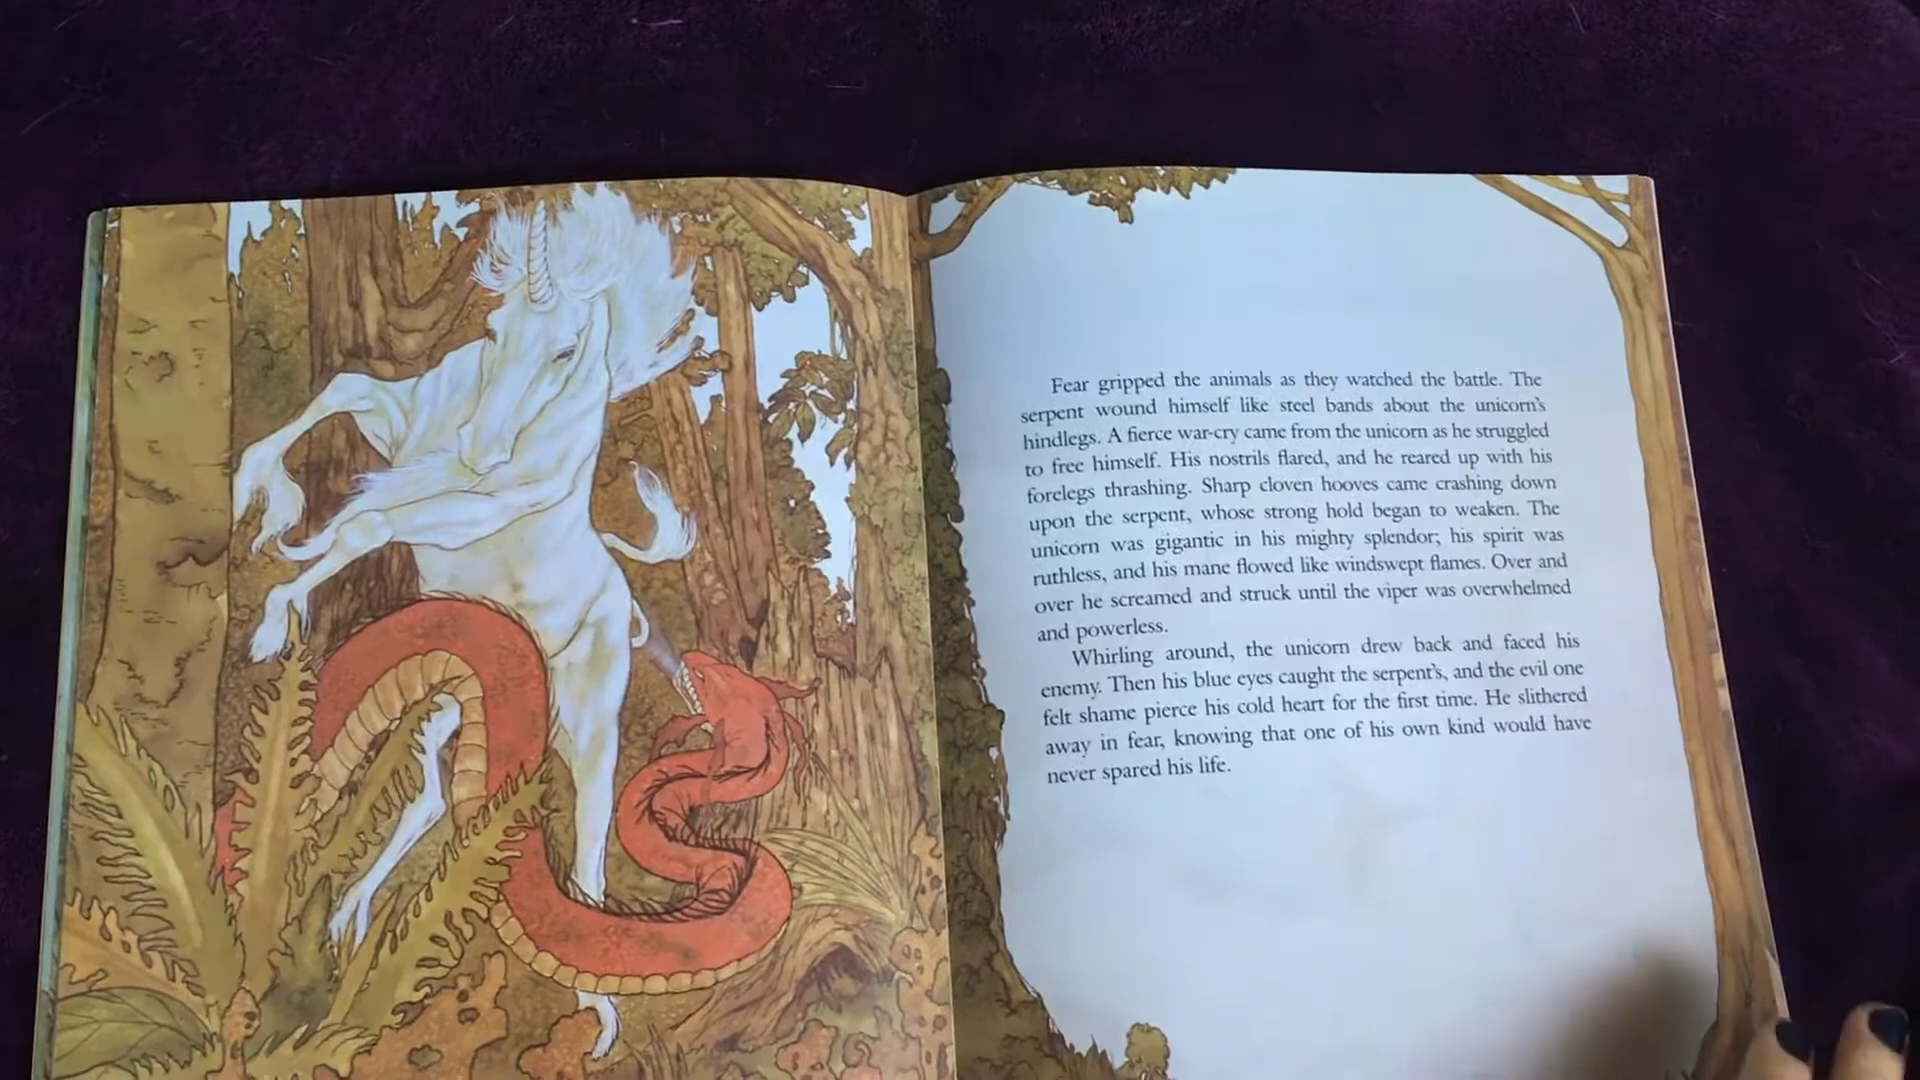 Fear gripped the animals as they watched the battle. The
serpent wound himself like steel bands about the unicorn's
hindlegs. A fierce war-cry came from the unicorn as he struggled
to free himself. His nostrils flared, and he reared up with his
forelegs thrashing. Sharp cloven hooves came crashing down
upon the serpent, whose strong hold began to weaken. The
unicorn was gigantic in his mighty splendor; his spirit was
ruthless, and his mane flowed like windswept flames. Over and
over he screamed and struck until the viper was overwhelmed
and powerless.
Whirling around, the unicorn drew back and faced his
enemy. Then his blue eyes caught the serpent's, and the evil one
felt shame pierce his cold heart for the first time. He slithered
away in fear, knowing that one of his own kind would have
never spared his life.